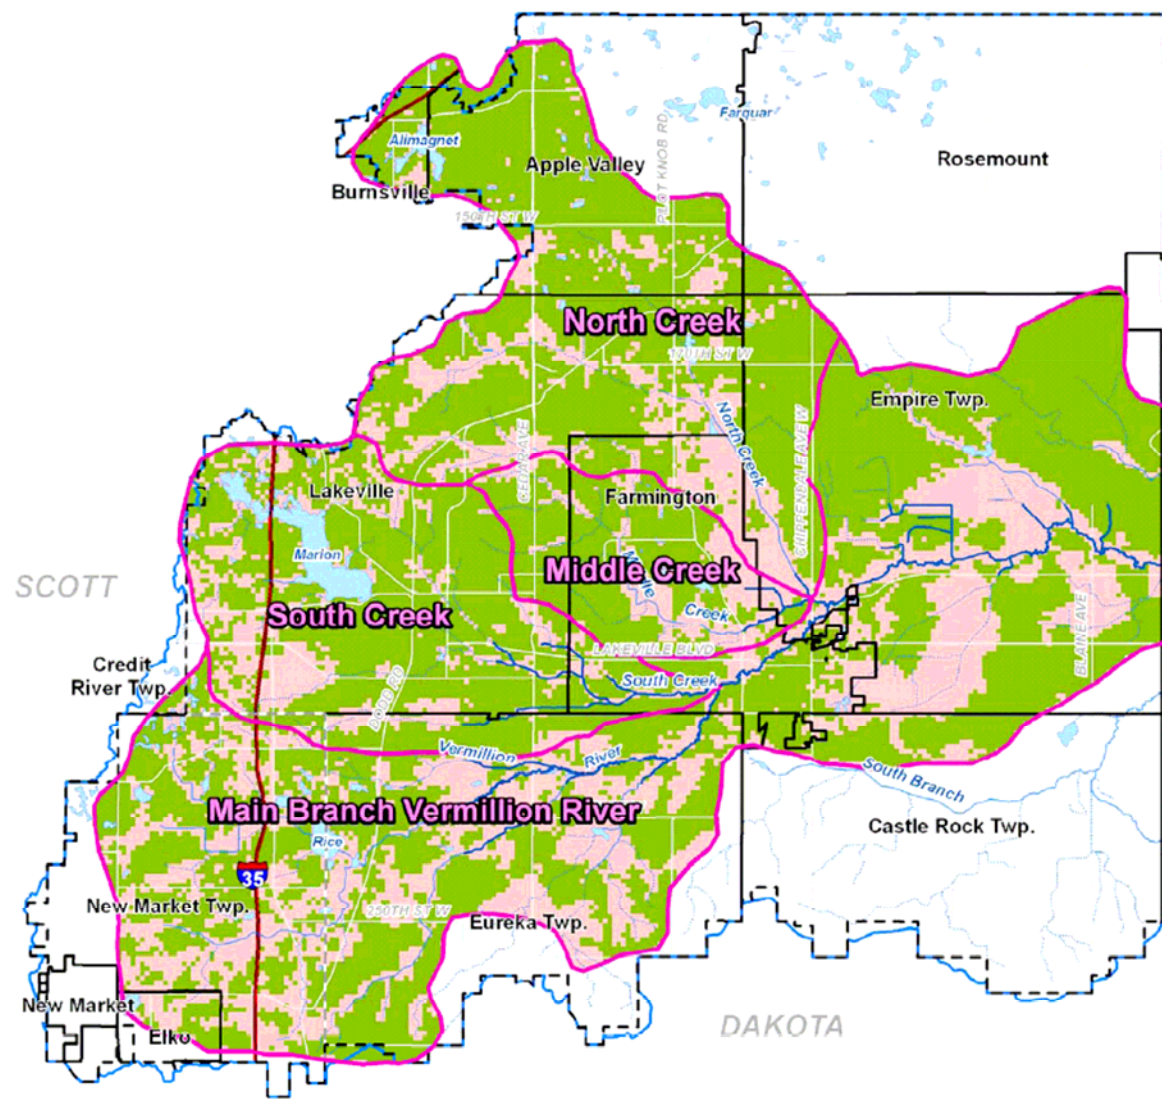 Farquar
Alimagnet
Rosemount
Apple Valley
PILOT KNOB RD
Burnsville
150TH ST W
North Creek
170TH ST W
Empire Twp.
North Creek
CHIPPENDALE AVE W
CEDAR AVE
Lakeville
Farmington
Marion
Middle Creek
Middle
Creek
SCOTT
South Creek
BLAINE AVE
LAKEVILLE BLVD
Credit
River Twp.
South Creek
DODD RD
Vermillion
River
South Branch
Main Branch Vermillion River
Castle Rock Twp.
Rice
35
New Market Twp.
250TH ST W
Eureka Twp.
New Market
DAKOTA
Elko